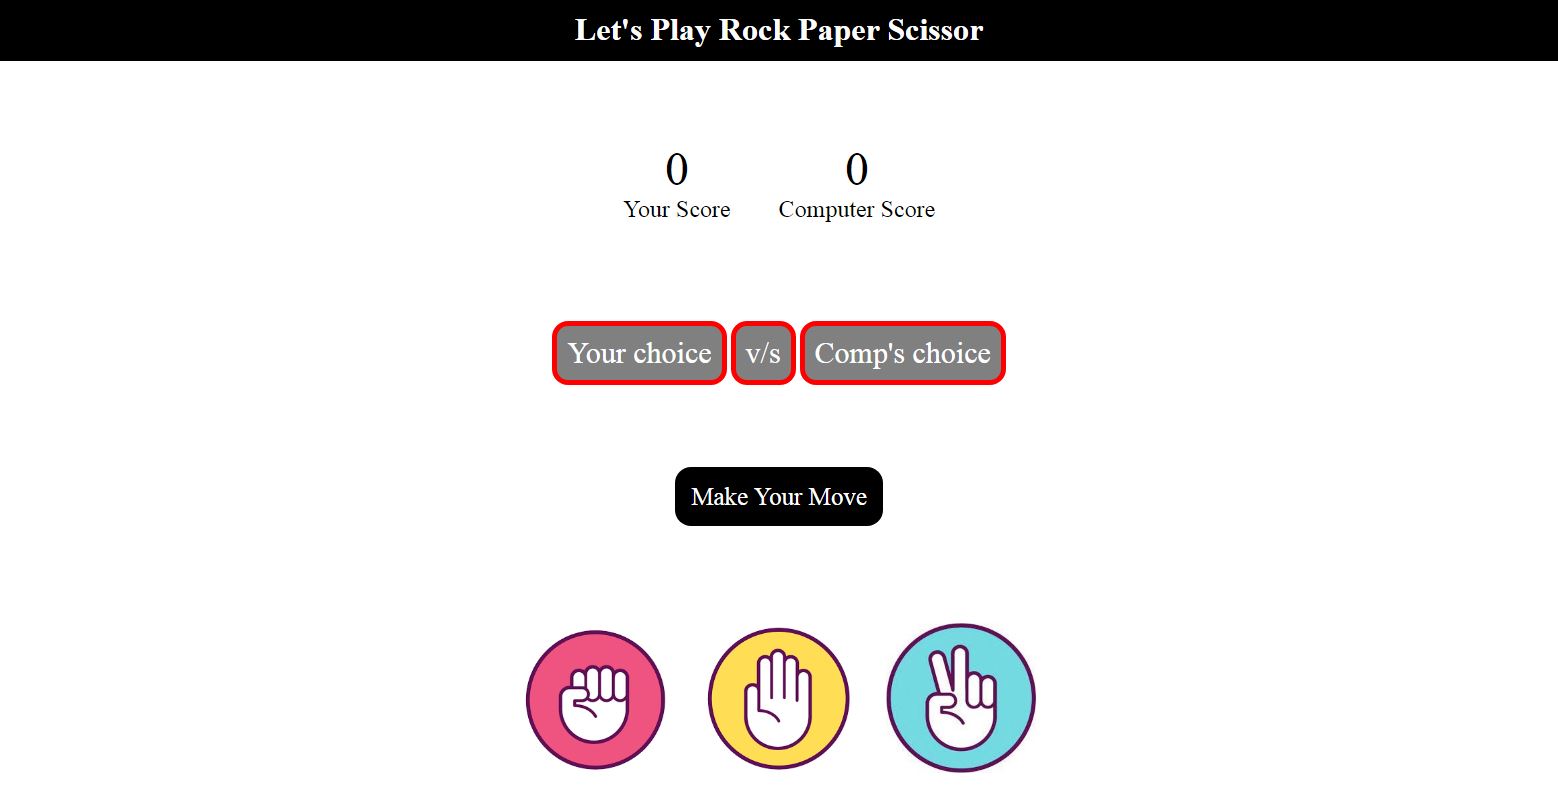 Let's Play Rock Paper Scissor
0 0
Your Score Computer Score
Your choice v/s Comp's choice
Make Your Move